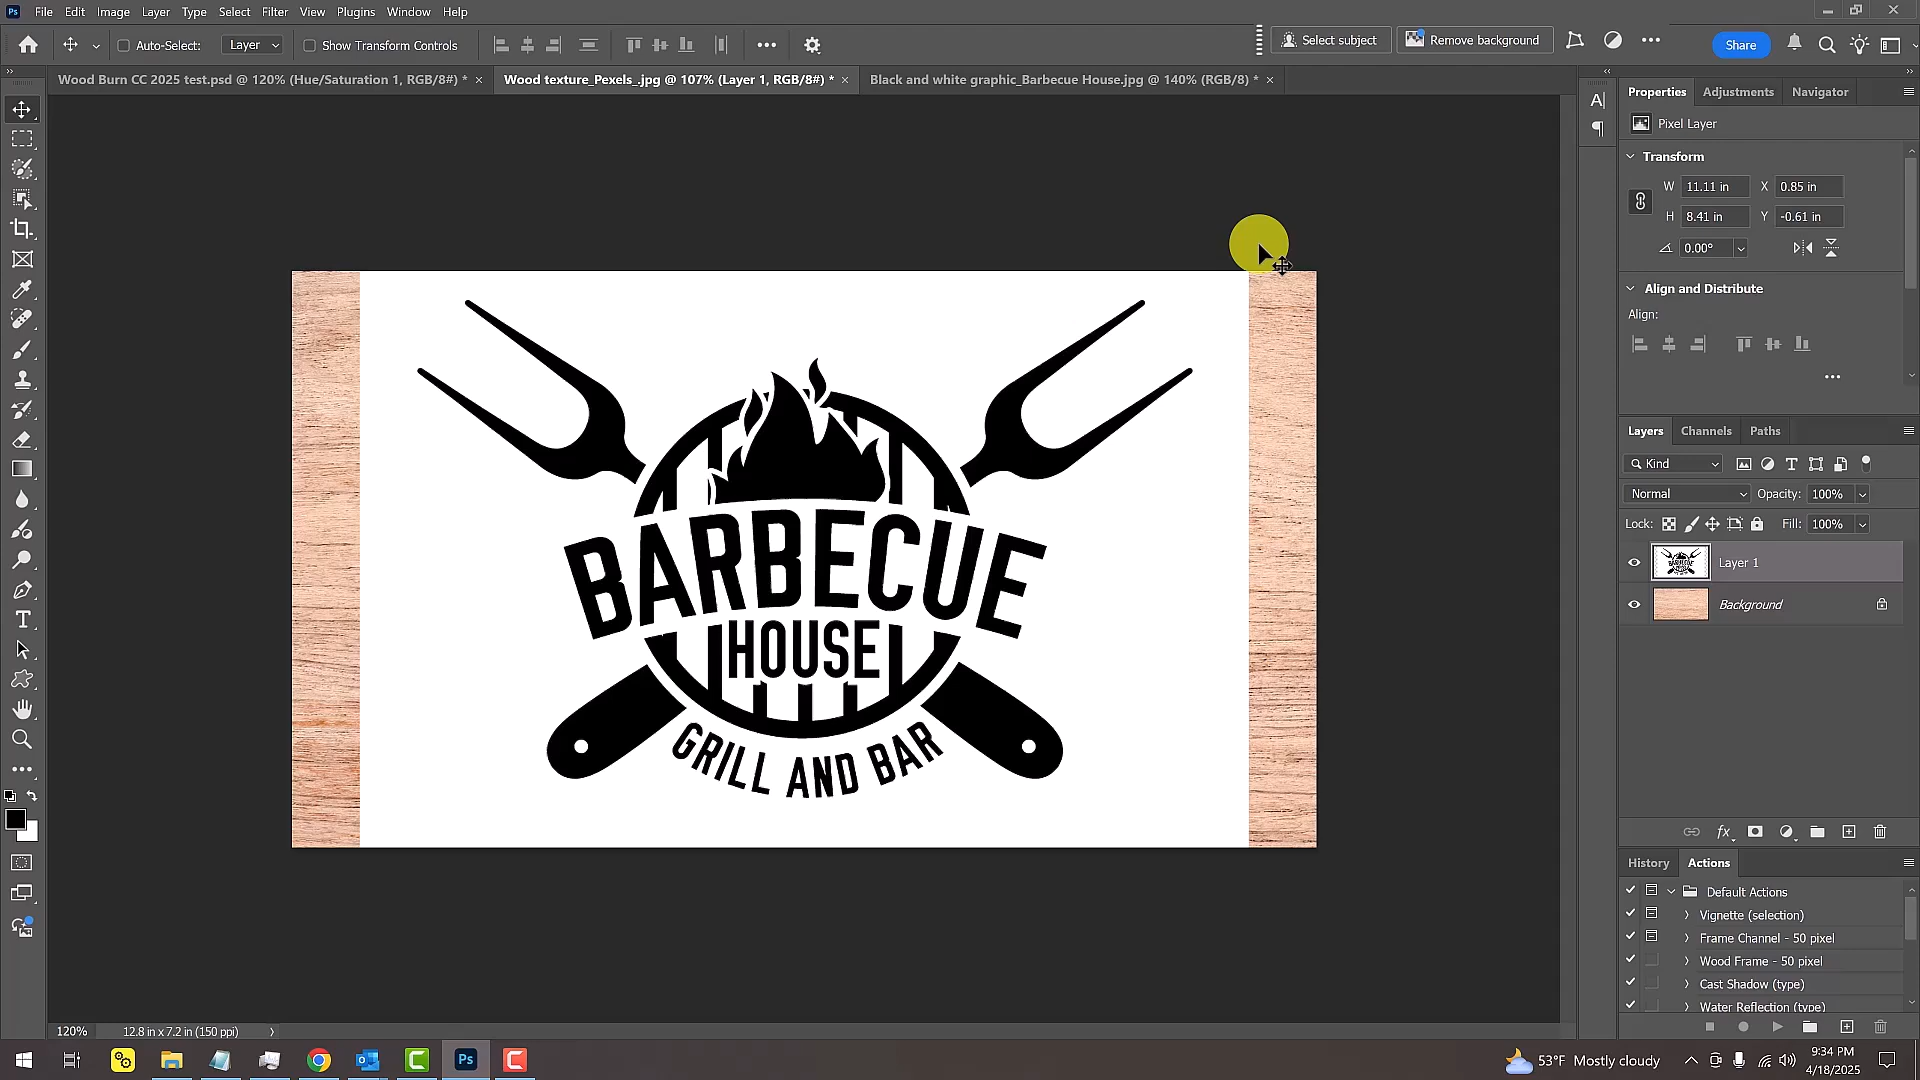 Ps File Edit Image Layer Type Select Filter View Plugins Window Help
Auto-Select: Layer Show Transform Controls Select subject Remove background Share
Wood Burn CC 2025 test.psd @ 120% (Hue/Saturation 1, RGB/8#) * × Wood texture_Pexels_.jpg @ 107% (Layer 1, RGB/8#) * × Black and white graphic_Barbecue House.jpg @ 140% (RGB/8) * ×
Properties Adjustments Navigator
Pixel Layer
Transform
W 11.11 in X 0.85 in
H 8.41 in Y -0.61 in
0.00°
Align and Distribute
Align:
Layers Channels Paths
Kind
Normal Opacity: 100%
Lock: Fill: 100%
Layer 1
Background
fx
History Actions
Default Actions
Vignette (selection)
Frame Channel - 50 pixel
Wood Frame - 50 pixel
Cast Shadow (type)
Water Reflection (type)
BARBECUE
HOUSE
GRILL AND BAR
120% 12.8 in x 7.2 in (150 ppi)
Ps 53°F Mostly cloudy
9:34 PM
4/18/2025